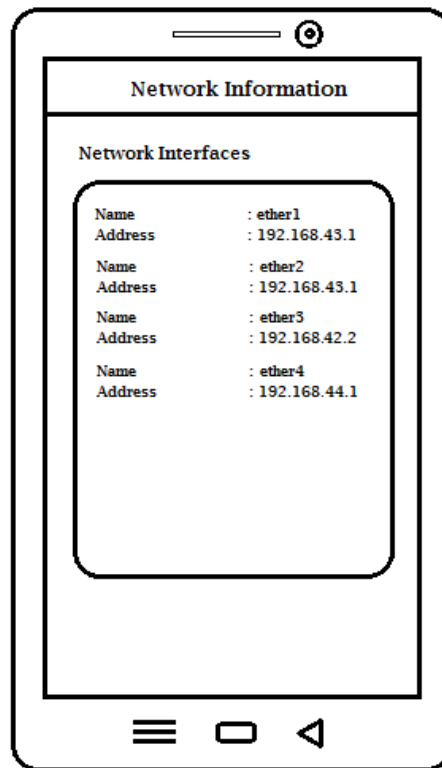 Network Information
Network Interfaces
Name : ether1
Address : 192.168.43.1
Name : ether2
Address : 192.168.43.1
Name : ether3
Address : 192.168.42.2
Name : ether4
Address : 192.168.44.1